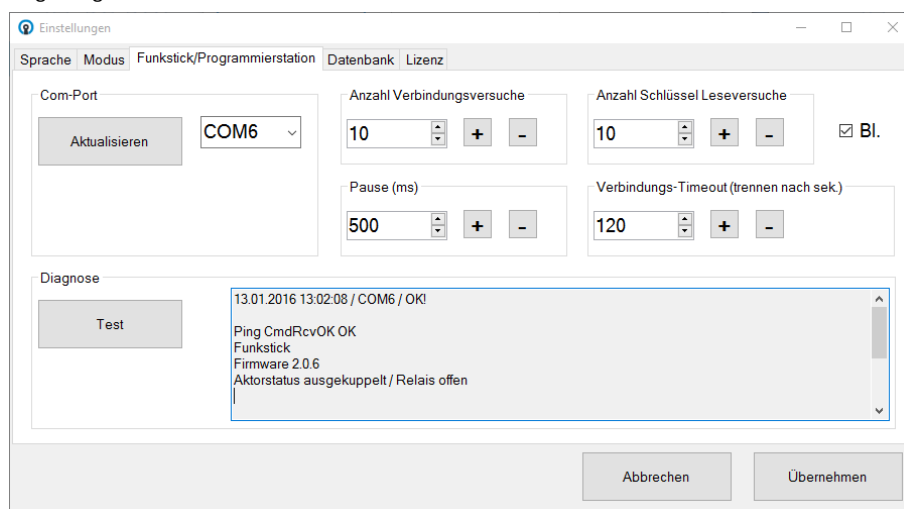 Einstellungen
Sprache Modus Funkstick/Programmierstation Datenbank Lizenz
Com-Port
Aktualisieren
COM6
Anzahl Verbindungsversuche
10
+ -
Anzahl Schlüssel Leseversuche
10
+ -
Bl.
Pause (ms)
500
+ -
Verbindungs-Timeout (trennen nach sek.)
120
+ -
Diagnose
Test
13.01.2016 13:02:08 / COM6 / OK!
Ping CmdRcvOK OK
Funkstick
Firmware 2.0.6
Aktorstatus ausgekuppelt / Relais offen
Abbrechen
Übernehmen